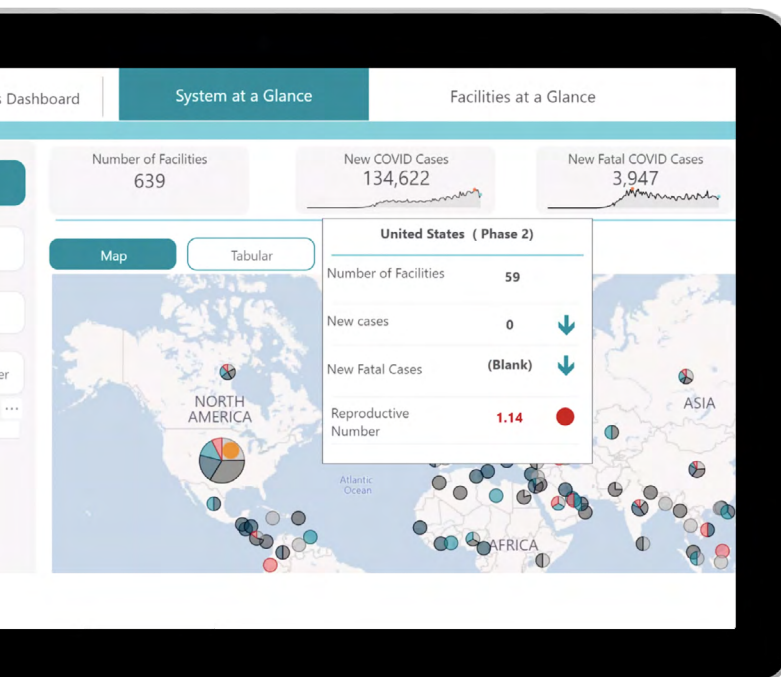 s Dashboard
System at a Glance
Facilities at a Glance
Number of Facilities
639
New COVID Cases
134,622
New Fatal COVID Cases
3,947
Map
Tabular
er
...
United States ( Phase 2)
Number of Facilities 59
New cases 0
New Fatal Cases (Blank)
Reproductive
Number 1.14
NORTH
AMERICA
Atlantic
Ocean
AFRICA
ASIA